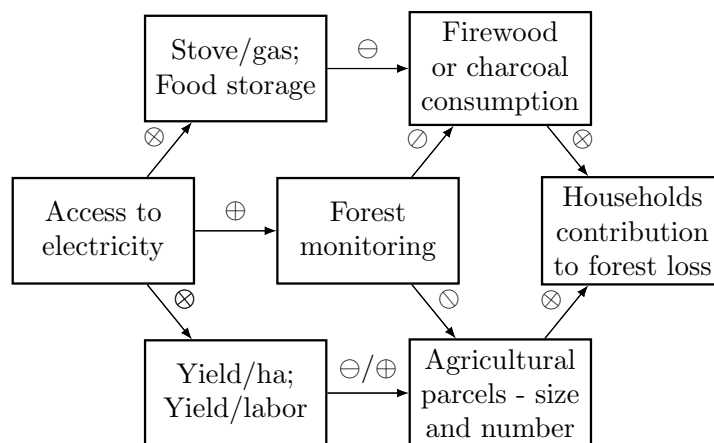 Stove/gas;
Food storage
⊖
Firewood
or charcoal
consumption
⊗
⊘
⊗
Access to
electricity
⊕
Forest
monitoring
Households
contribution
to forest loss
⊗
⦸
⊗
Yield/ha;
Yield/labor
⊖/⊕
Agricultural
parcels - size
and number